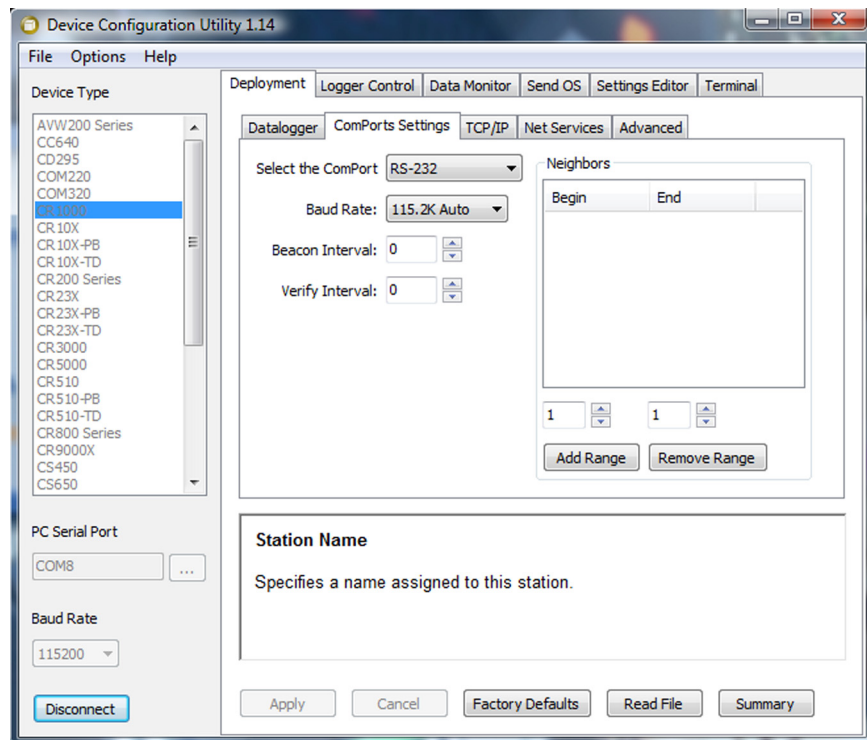 Device Configuration Utility 1.14
File Options Help
Device Type
AVW200 Series
CC640
CD295
COM220
COM320
CR1000
CR10X
CR10X-PB
CR10X-TD
CR200 Series
CR23X
CR23X-PB
CR23X-TD
CR3000
CR5000
CR510
CR510-PB
CR510-TD
CR800 Series
CR9000X
CS450
CS650
PC Serial Port
COM8
...
Baud Rate
115200
Disconnect
Deployment Logger Control Data Monitor Send OS Settings Editor Terminal
Datalogger ComPorts Settings TCP/IP Net Services Advanced
Select the ComPort RS-232
Baud Rate: 115.2K Auto
Beacon Interval: 0
Verify Interval: 0
Neighbors
Begin End
1 1
Add Range Remove Range
Station Name
Specifies a name assigned to this station.
Apply Cancel Factory Defaults Read File Summary